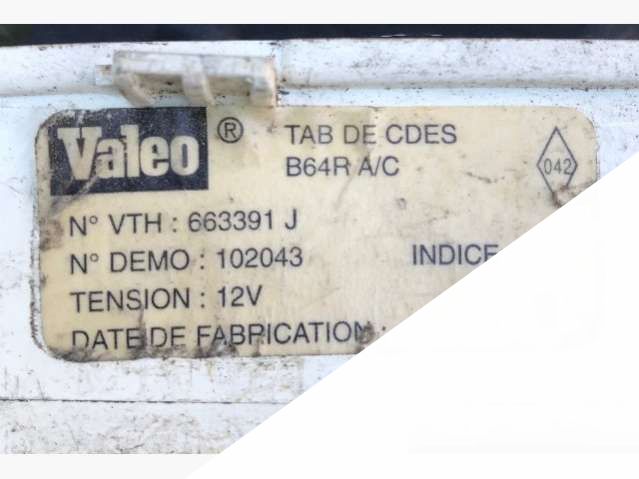 Valeo ® TAB DE CDES
B64R A/C
042
N° VTH : 663391 J
N° DEMO : 102043 INDICE
TENSION : 12V
DATE DE FABRICATION :